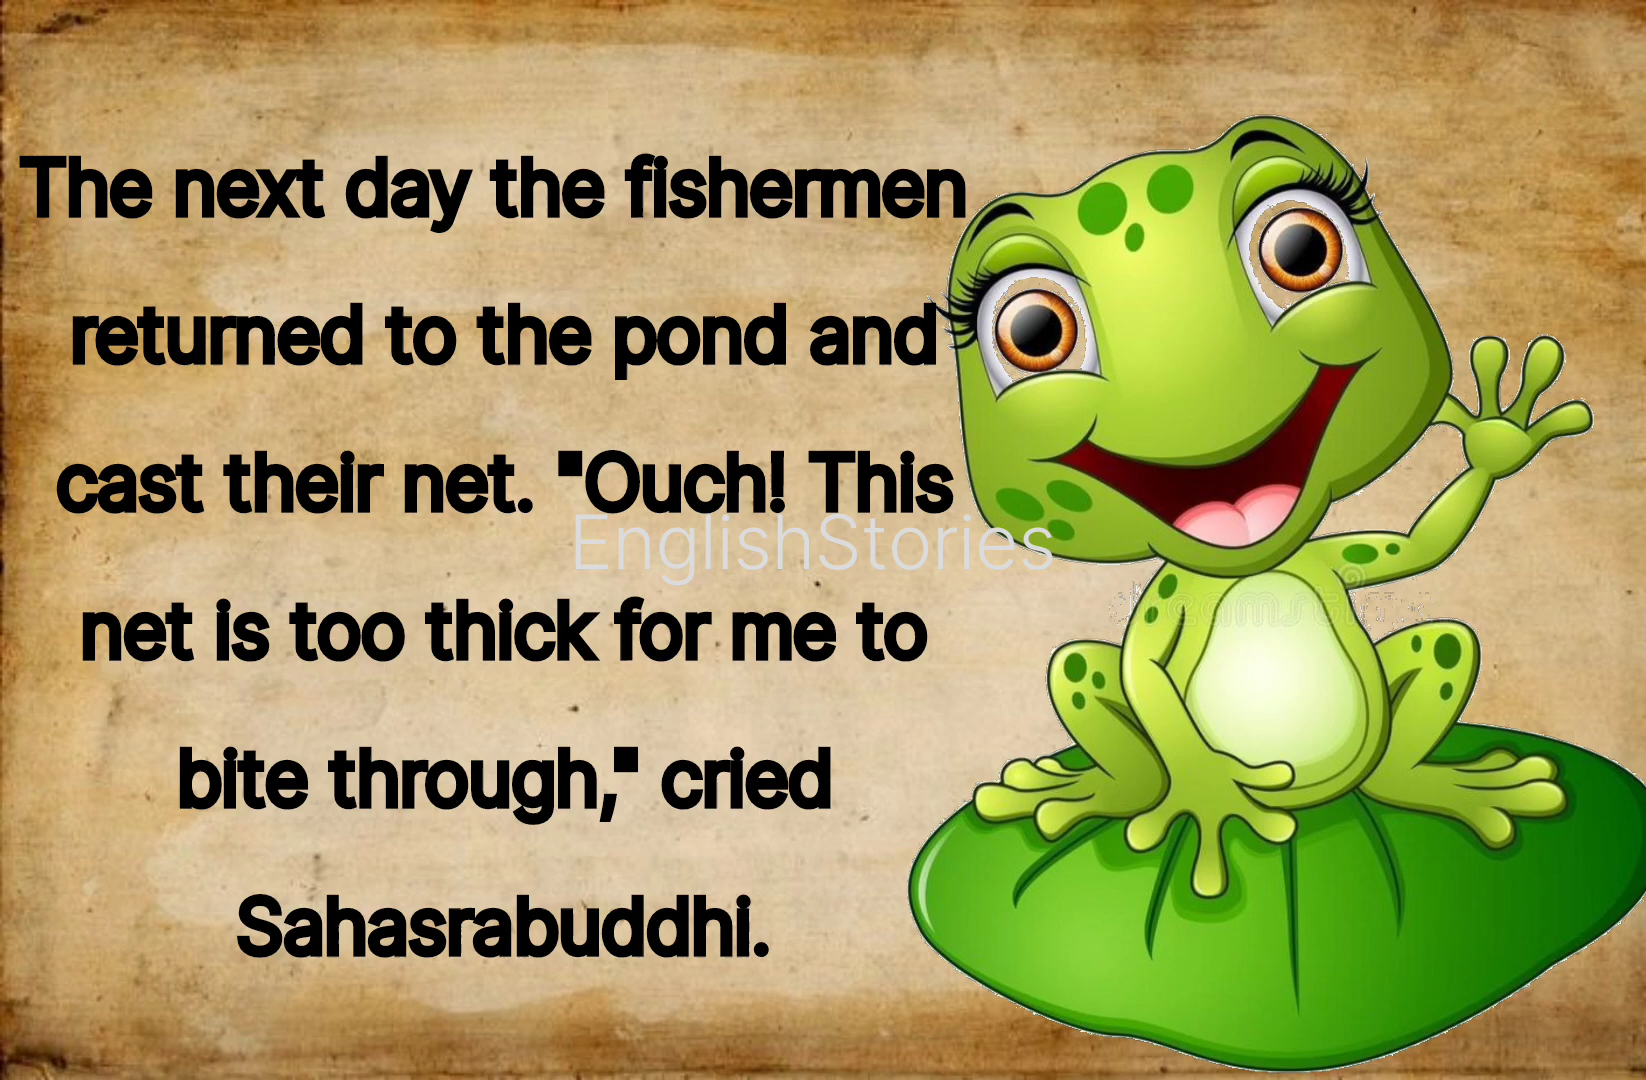 The next day the fishermen
returned to the pond and
cast their net. "Ouch! This
EnglishStories
net is too thick for me to
dreamstime
bite through," cried
Sahasrabuddhi.